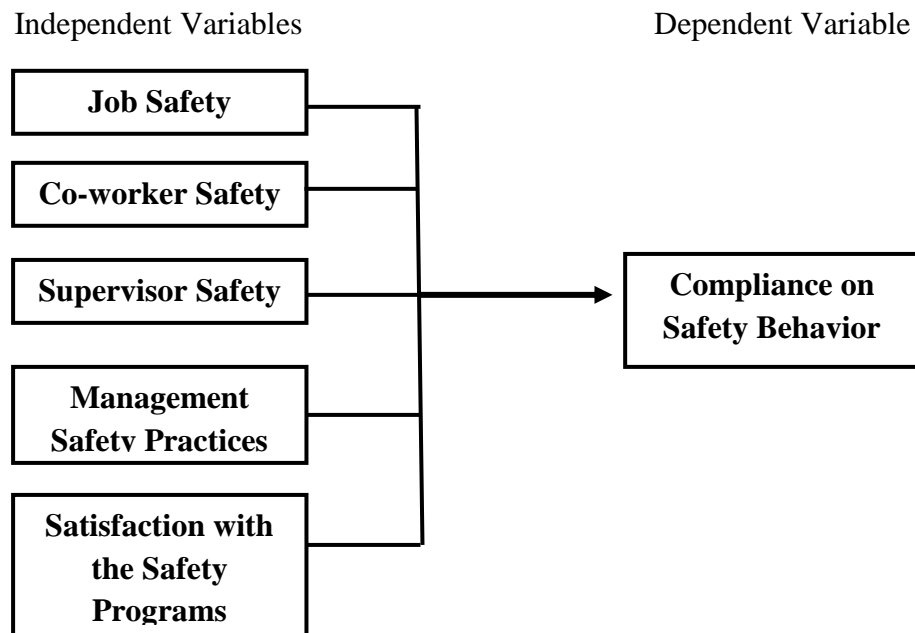 Independent Variables
Dependent Variable
Job Safety
Co-worker Safety
Supervisor Safety
Management
Safety Practices
Satisfaction with
the Safety
Programs
Compliance on
Safety Behavior